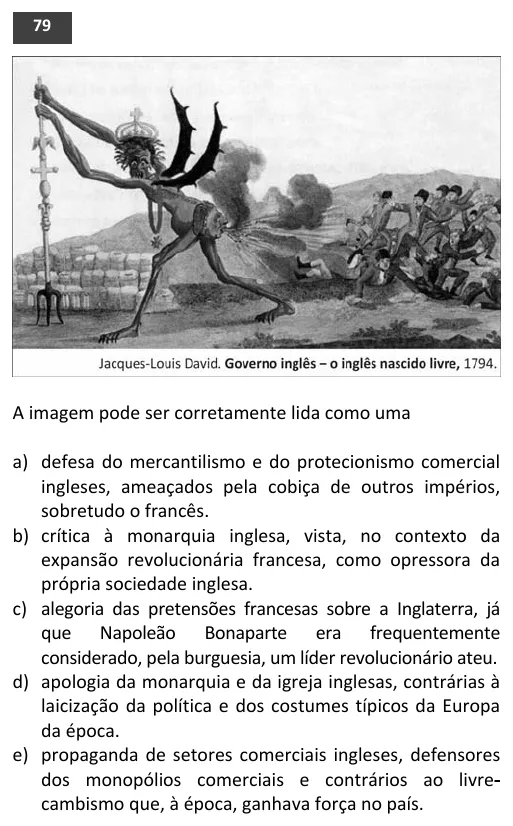 79
Jacques-Louis David. Governo inglês – o inglês nascido livre, 1794.
A imagem pode ser corretamente lida como uma
a) defesa do mercantilismo e do protecionismo comercial
ingleses, ameaçados pela cobiça de outros impérios,
sobretudo o francês.
b) crítica à monarquia inglesa, vista, no contexto da
expansão revolucionária francesa, como opressora da
própria sociedade inglesa.
c) alegoria das pretensões francesas sobre a Inglaterra, já
que Napoleão Bonaparte era frequentemente
considerado, pela burguesia, um líder revolucionário ateu.
d) apologia da monarquia e da igreja inglesas, contrárias à
laicização da política e dos costumes típicos da Europa
da época.
e) propaganda de setores comerciais ingleses, defensores
dos monopólios comerciais e contrários ao livre-
cambismo que, à época, ganhava força no país.